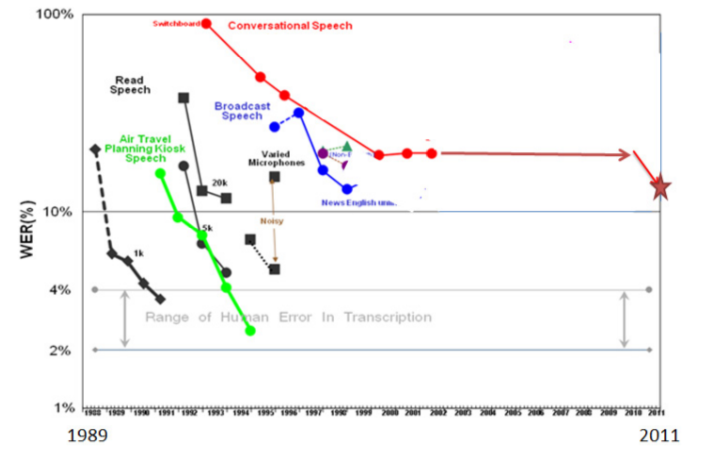 100%
Switchboard
Conversational Speech
Read
Speech
Broadcast
Speech
Air Travel
Planning Kiosk
Speech
Varied
Microphones
20k
News English
10%
Noisy
5k
WER(%)
1k
4%
Range of Human Error In Transcription
2%
1%
1988 1989 1990 1991 1992 1993 1994 1995 1996 1997 1998 1999 2000 2001 2002 2003 2004 2005 2006 2007 2008 2009 2010 2011
1989 2011